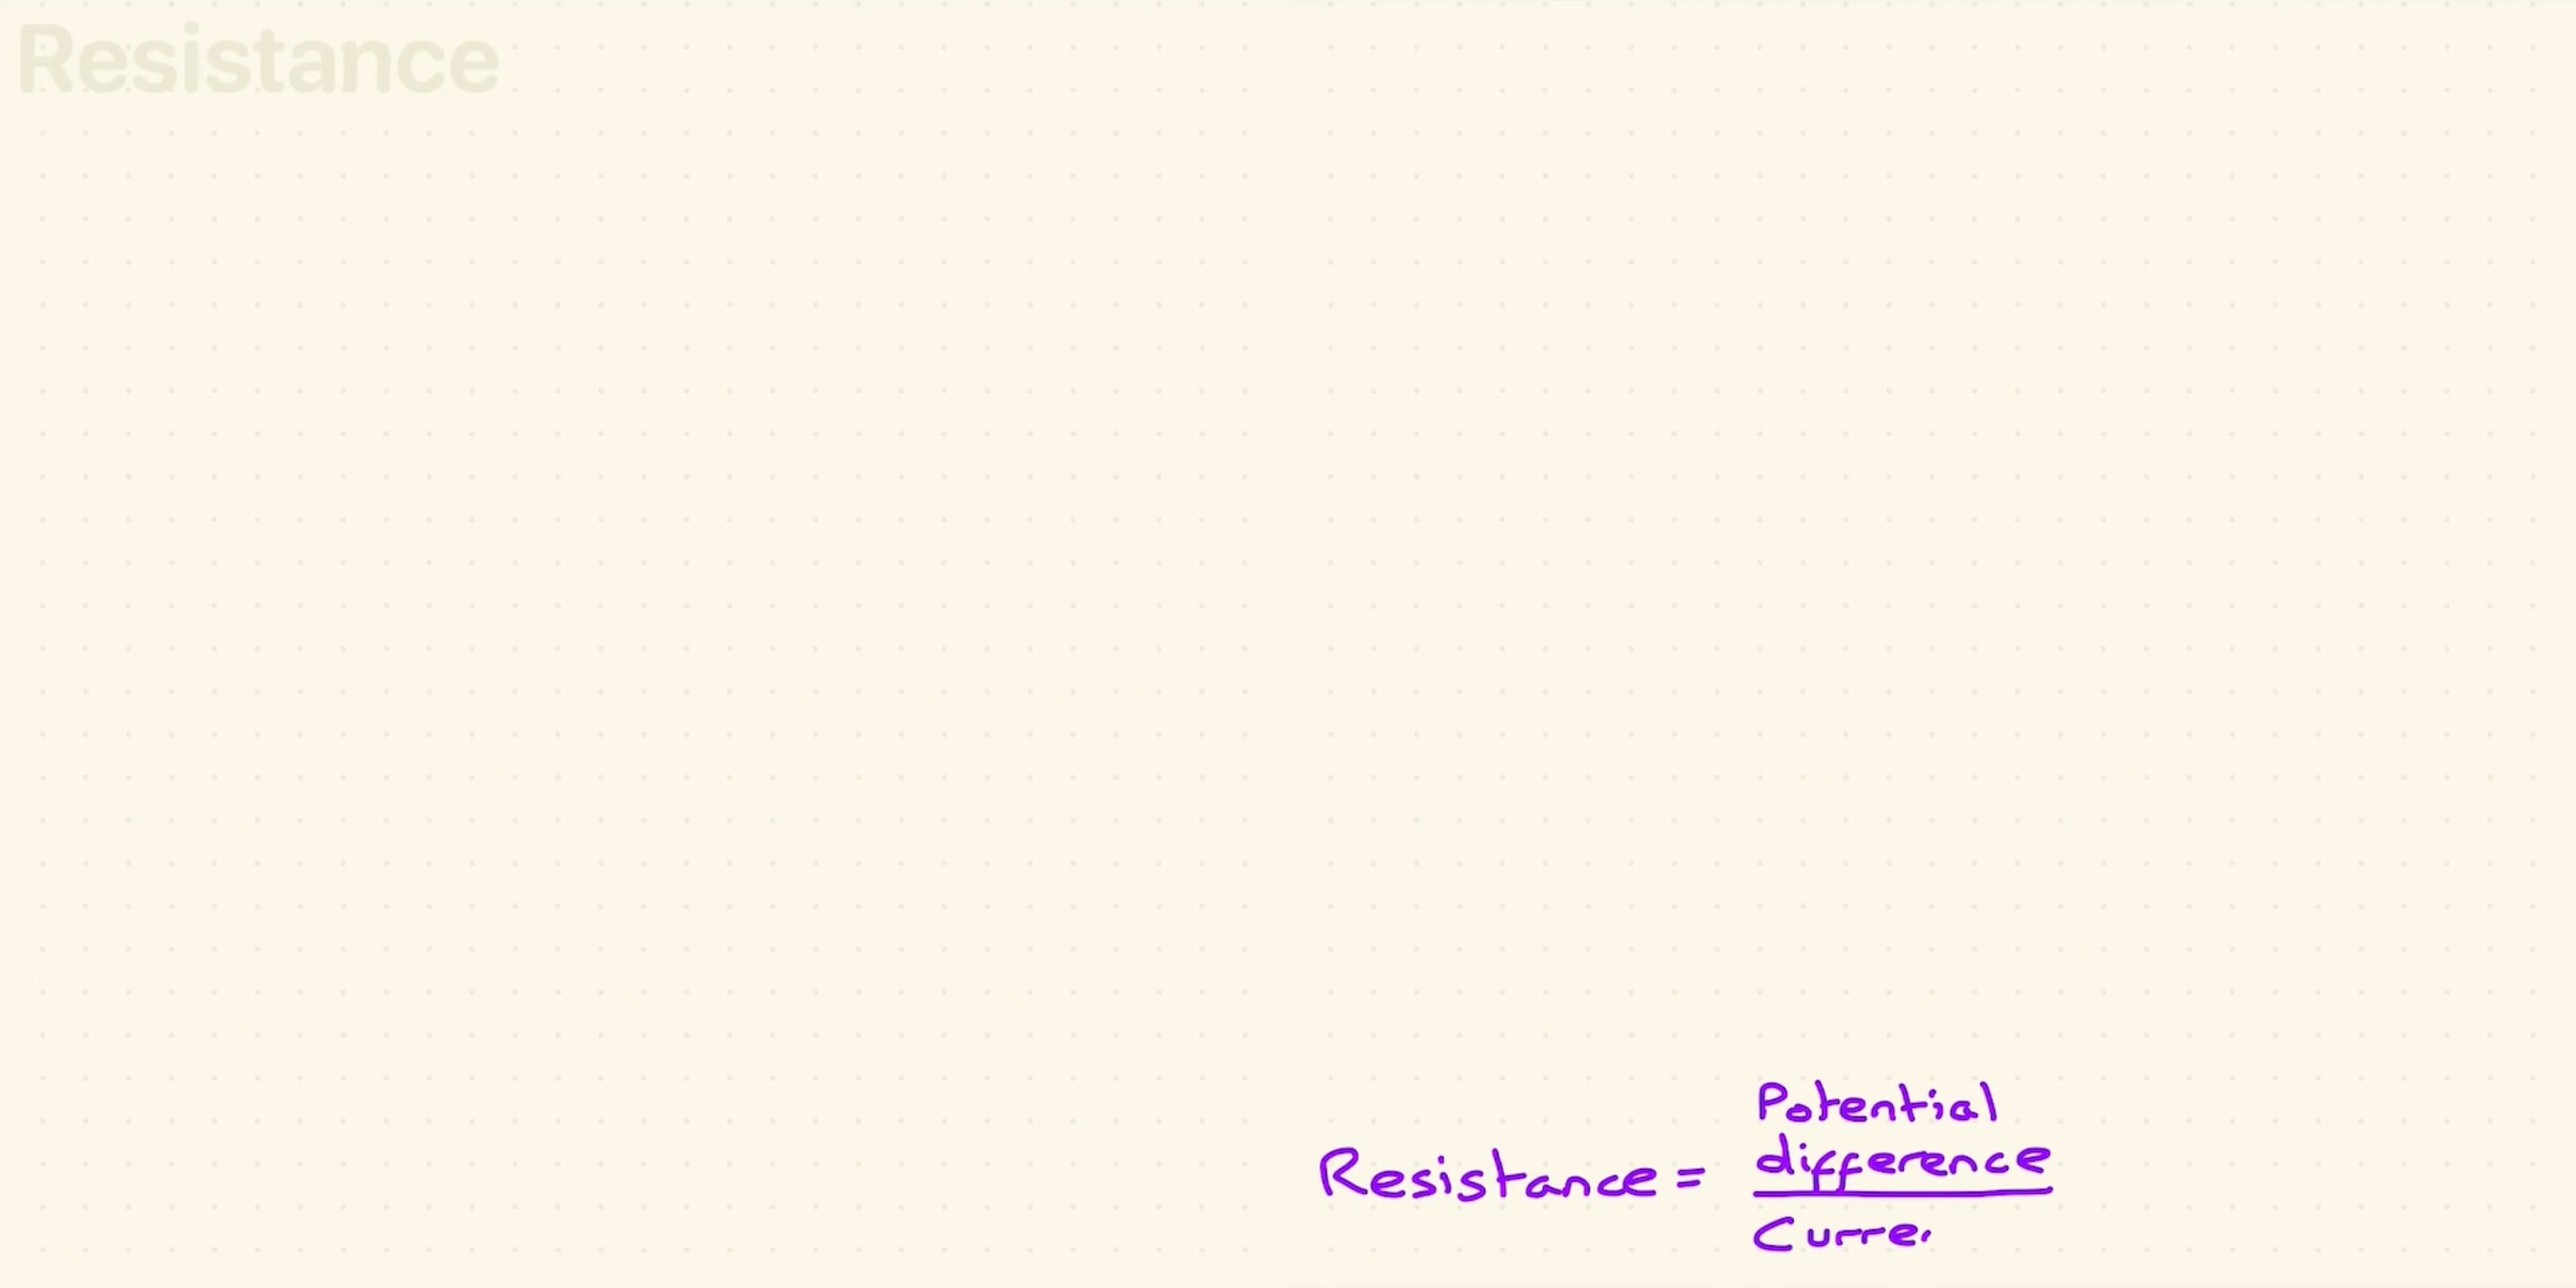 Resistance
Potential
difference
Resistance =
Curre